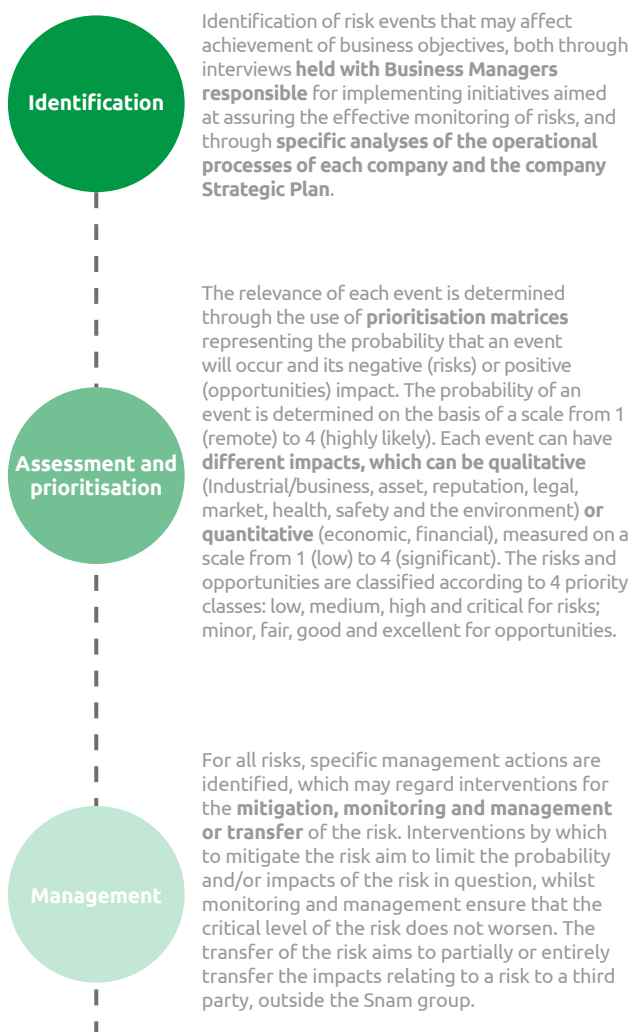 Identification
Identification of risk events that may affect
achievement of business objectives, both through
interviews held with Business Managers
responsible for implementing initiatives aimed
at assuring the effective monitoring of risks, and
through specific analyses of the operational
processes of each company and the company
Strategic Plan.
Assessment and
prioritisation
The relevance of each event is determined
through the use of prioritisation matrices
representing the probability that an event
will occur and its negative (risks) or positive
(opportunities) impact. The probability of an
event is determined on the basis of a scale from 1
(remote) to 4 (highly likely). Each event can have
different impacts, which can be qualitative
(Industrial/business, asset, reputation, legal,
market, health, safety and the environment) or
quantitative (economic, financial), measured on a
scale from 1 (low) to 4 (significant). The risks and
opportunities are classified according to 4 priority
classes: low, medium, high and critical for risks;
minor, fair, good and excellent for opportunities.
Management
For all risks, specific management actions are
identified, which may regard interventions for
the mitigation, monitoring and management
or transfer of the risk. Interventions by which
to mitigate the risk aim to limit the probability
and/or impacts of the risk in question, whilst
monitoring and management ensure that the
critical level of the risk does not worsen. The
transfer of the risk aims to partially or entirely
transfer the impacts relating to a risk to a third
party, outside the Snam group.